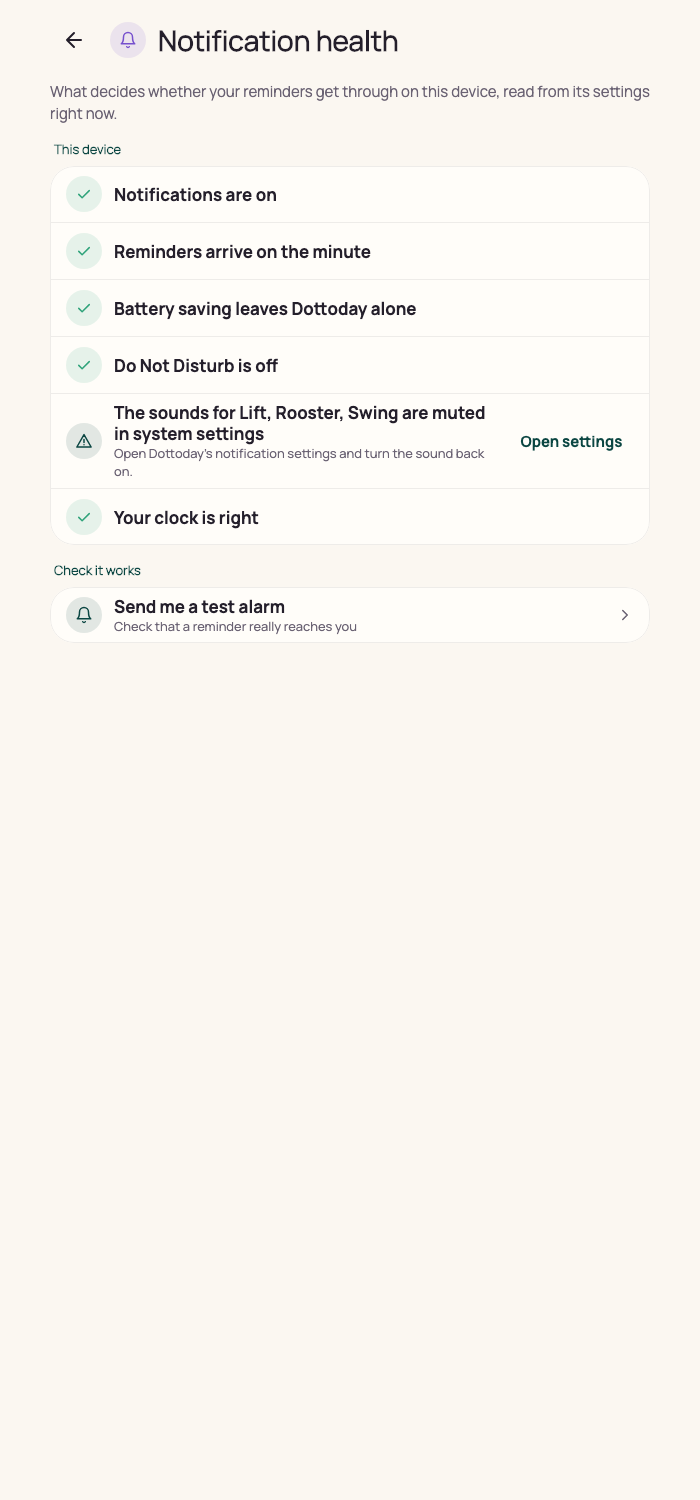 Notification health
What decides whether your reminders get through on this device, read from its settings
right now.
This device
Notifications are on
Reminders arrive on the minute
Battery saving leaves Dottoday alone
Do Not Disturb is off
The sounds for Lift, Rooster, Swing are muted
in system settings
Open Dottoday's notification settings and turn the sound back
on.
Open settings
Your clock is right
Check it works
Send me a test alarm
Check that a reminder really reaches you